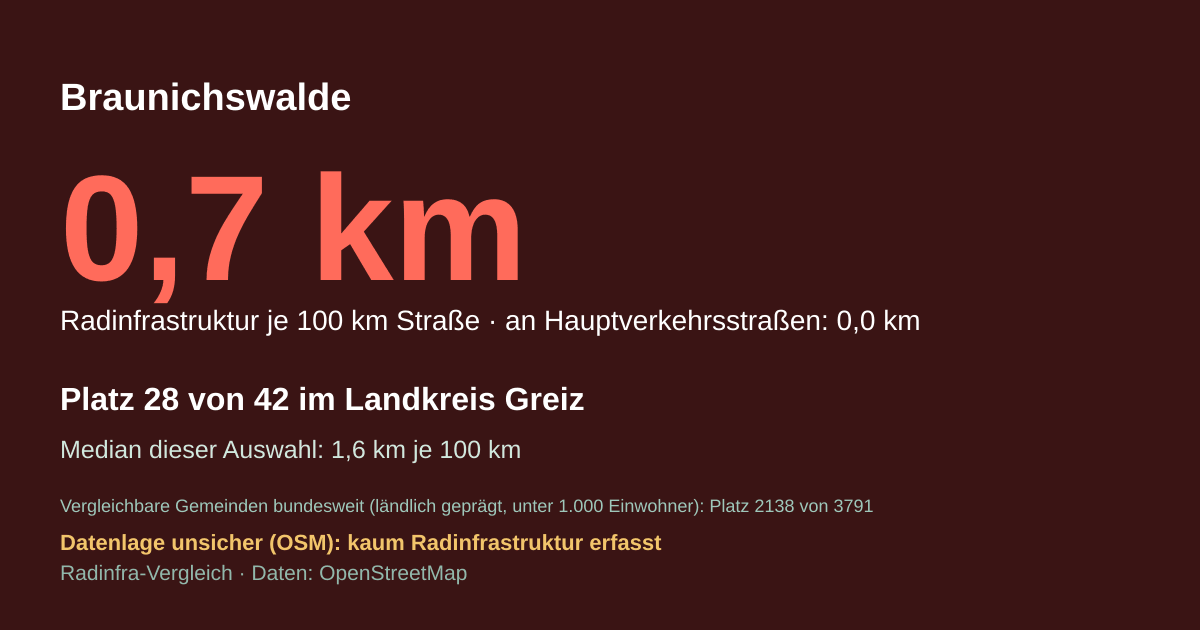 Braunichswalde
0,7 km
Radinfrastruktur je 100 km Straße · an Hauptverkehrsstraßen: 0,0 km
Platz 28 von 42 im Landkreis Greiz
Median dieser Auswahl: 1,6 km je 100 km
Vergleichbare Gemeinden bundesweit (ländlich geprägt, unter 1.000 Einwohner): Platz 2138 von 3791
Datenlage unsicher (OSM): kaum Radinfrastruktur erfasst
Radinfra-Vergleich · Daten: OpenStreetMap